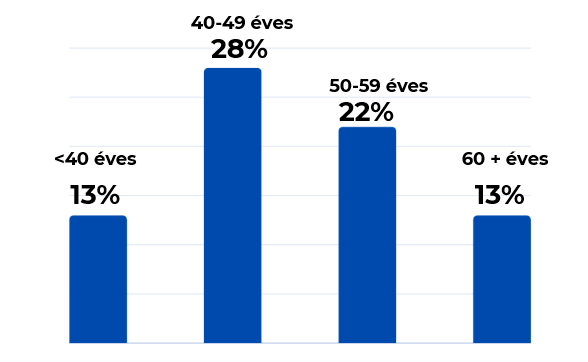 <40 éves
13%
40-49 éves
28%
50-59 éves
22%
60 + éves
13%